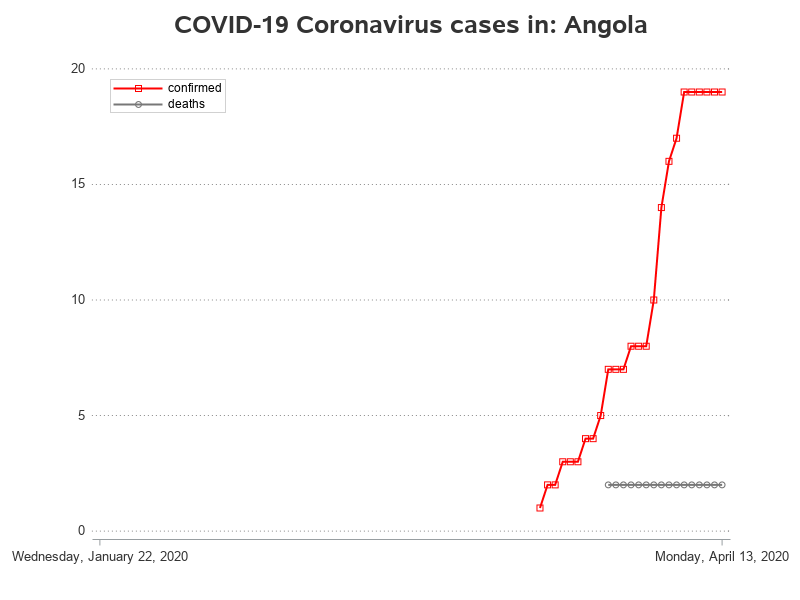 COVID-19 Coronavirus cases in: Angola
20
confirmed
deaths
15
10
5
0
Wednesday, January 22, 2020
Monday, April 13, 2020